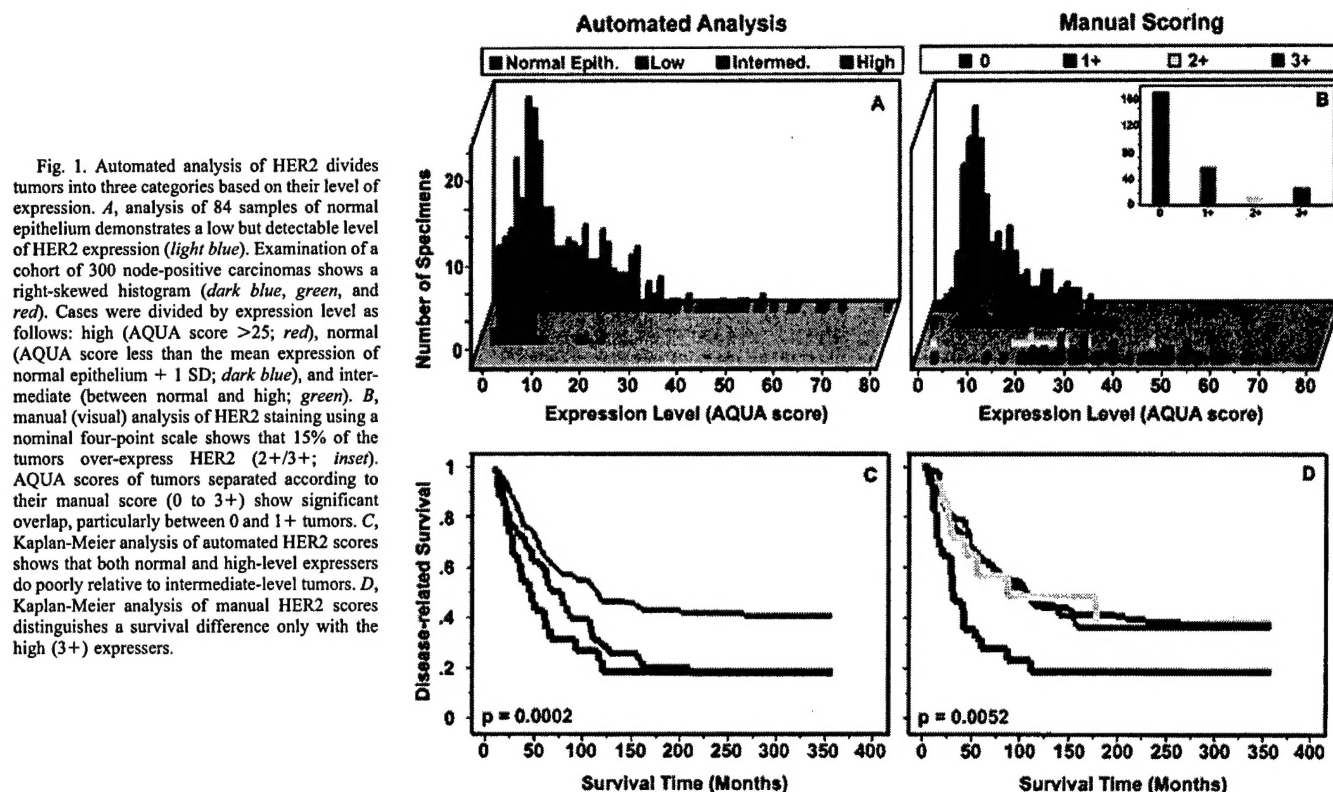 Fig. 1. Automated analysis of HER2 divides
tumors into three categories based on their level of
expression. A, analysis of 84 samples of normal
epithelium demonstrates a low but detectable level
of HER2 expression (light blue). Examination of a
cohort of 300 node-positive carcinomas shows a
right-skewed histogram (dark blue, green, and
red). Cases were divided by expression level as
follows: high (AQUA score >25; red), normal
(AQUA score less than the mean expression of
normal epithelium + 1 SD; dark blue), and inter-
mediate (between normal and high; green). B,
manual (visual) analysis of HER2 staining using a
nominal four-point scale shows that 15% of the
tumors over-express HER2 (2+/3+; inset).
AQUA scores of tumors separated according to
their manual score (0 to 3+) show significant
overlap, particularly between 0 and 1+ tumors. C,
Kaplan-Meier analysis of automated HER2 scores
shows that both normal and high-level expressers
do poorly relative to intermediate-level tumors. D,
Kaplan-Meier analysis of manual HER2 scores
distinguishes a survival difference only with the
high (3+) expressers.
Automated Analysis
Normal Epith. Low Intermed. High
A
Number of Specimens
20
10
0
0 10 20 30 40 50 60 70 80
Expression Level (AQUA score)
Manual Scoring
0 1+ 2+ 3+
B
160
120
80
40
0
0 1+ 2+ 3+
0 10 20 30 40 50 60 70 80
Expression Level (AQUA score)
C
Disease-related Survival
1
.8
.6
.4
.2
0
p = 0.0002
0 50 100 150 200 250 300 350 400
Survival Time (Months)
D
p = 0.0052
0 50 100 150 200 250 300 350 400
Survival Time (Months)